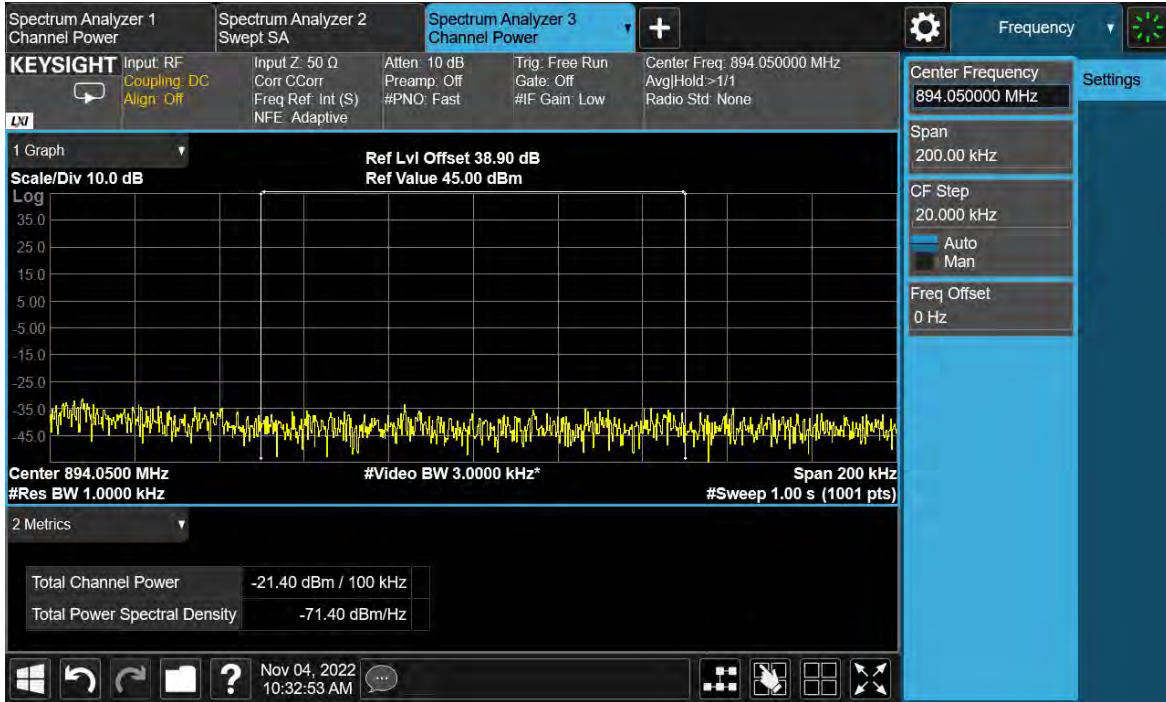 Spectrum Analyzer 1
Channel Power
Spectrum Analyzer 2
Swept SA
Spectrum Analyzer 3
Channel Power
Frequency
KEYSIGHT
LXI
Input: RF
Coupling: DC
Align: Off
Input Z: 50 Ω
Corr CCorr
Freq Ref: Int (S)
NFE: Adaptive
Atten: 10 dB
Preamp: Off
#PNO: Fast
Trig: Free Run
Gate: Off
#IF Gain: Low
Center Freq: 894.050000 MHz
Avg|Hold:>1/1
Radio Std: None
Center Frequency
894.050000 MHz
Settings
Span
200.00 kHz
CF Step
20.000 kHz
Auto
Man
Freq Offset
0 Hz
1 Graph
Scale/Div 10.0 dB
Ref Lvl Offset 38.90 dB
Ref Value 45.00 dBm
Log
35.0
25.0
15.0
5.00
-5.00
-15.0
-25.0
-35.0
-45.0
Center 894.0500 MHz
#Video BW 3.0000 kHz*
Span 200 kHz
#Res BW 1.0000 kHz
#Sweep 1.00 s (1001 pts)
2 Metrics
Total Channel Power
-21.40 dBm / 100 kHz
Total Power Spectral Density
-71.40 dBm/Hz
?
Nov 04, 2022
10:32:53 AM